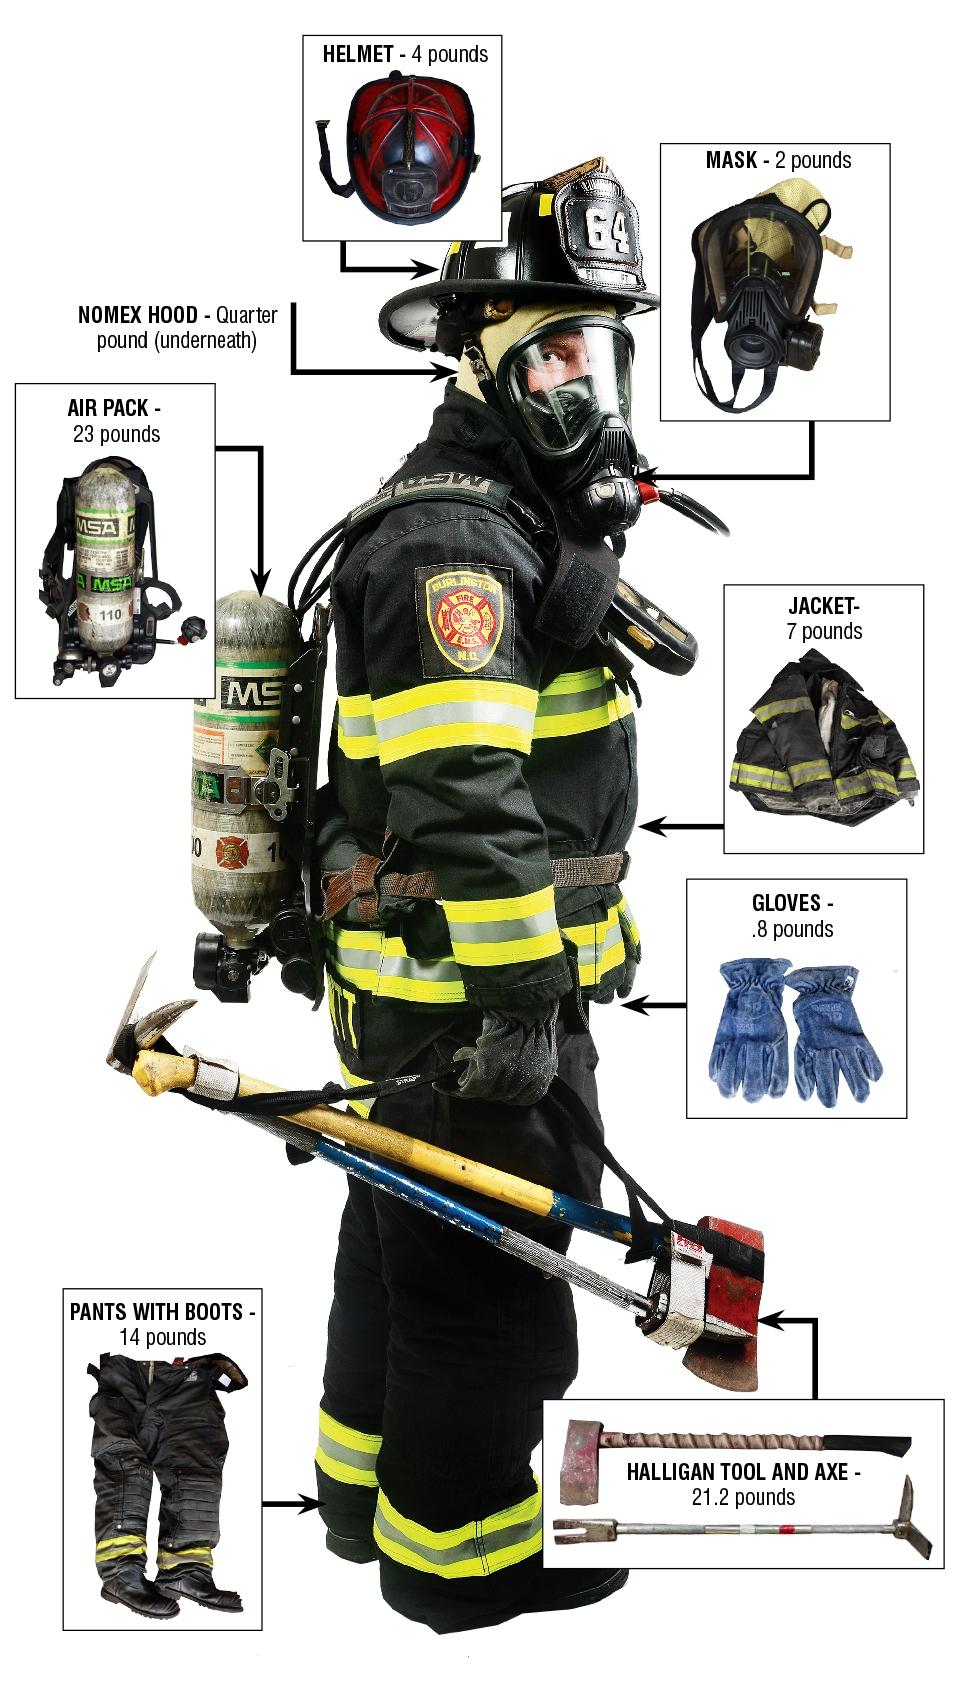 HELMET - 4 pounds
MASK - 2 pounds
64
NOMEX HOOD - Quarter
pound (underneath)
AIR PACK -
23 pounds
MSA
MSA
110
MSA
BURLINGTON
FIRE
E.M.S.
N.C.
MS
JACKET-
7 pounds
GLOVES -
.8 pounds
STRAP
PANTS WITH BOOTS -
14 pounds
HALLIGAN TOOL AND AXE -
21.2 pounds